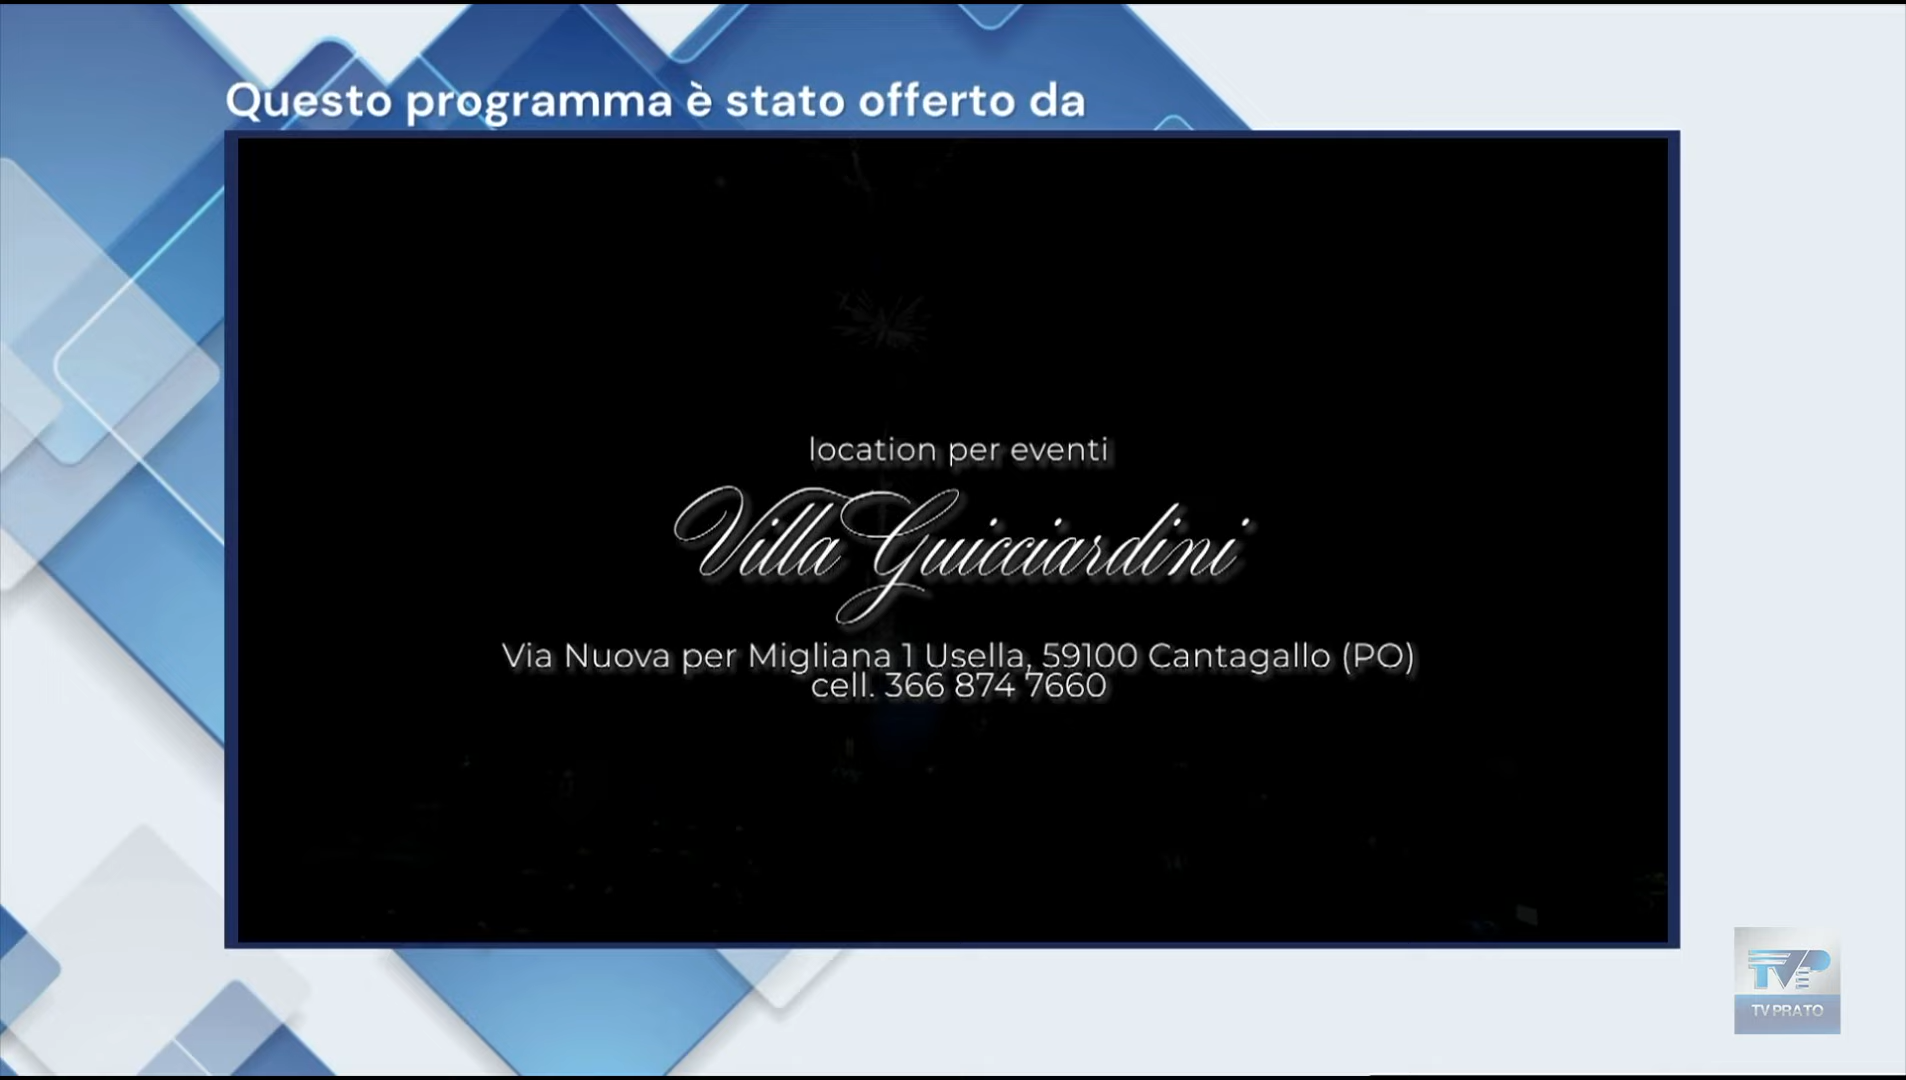 Questo programma è stato offerto da
location per eventi
Villa Guicciardini
Via Nuova per Migliana 1 Usella, 59100 Cantagallo (PO)
cell. 366 874 7660
TV PRATO